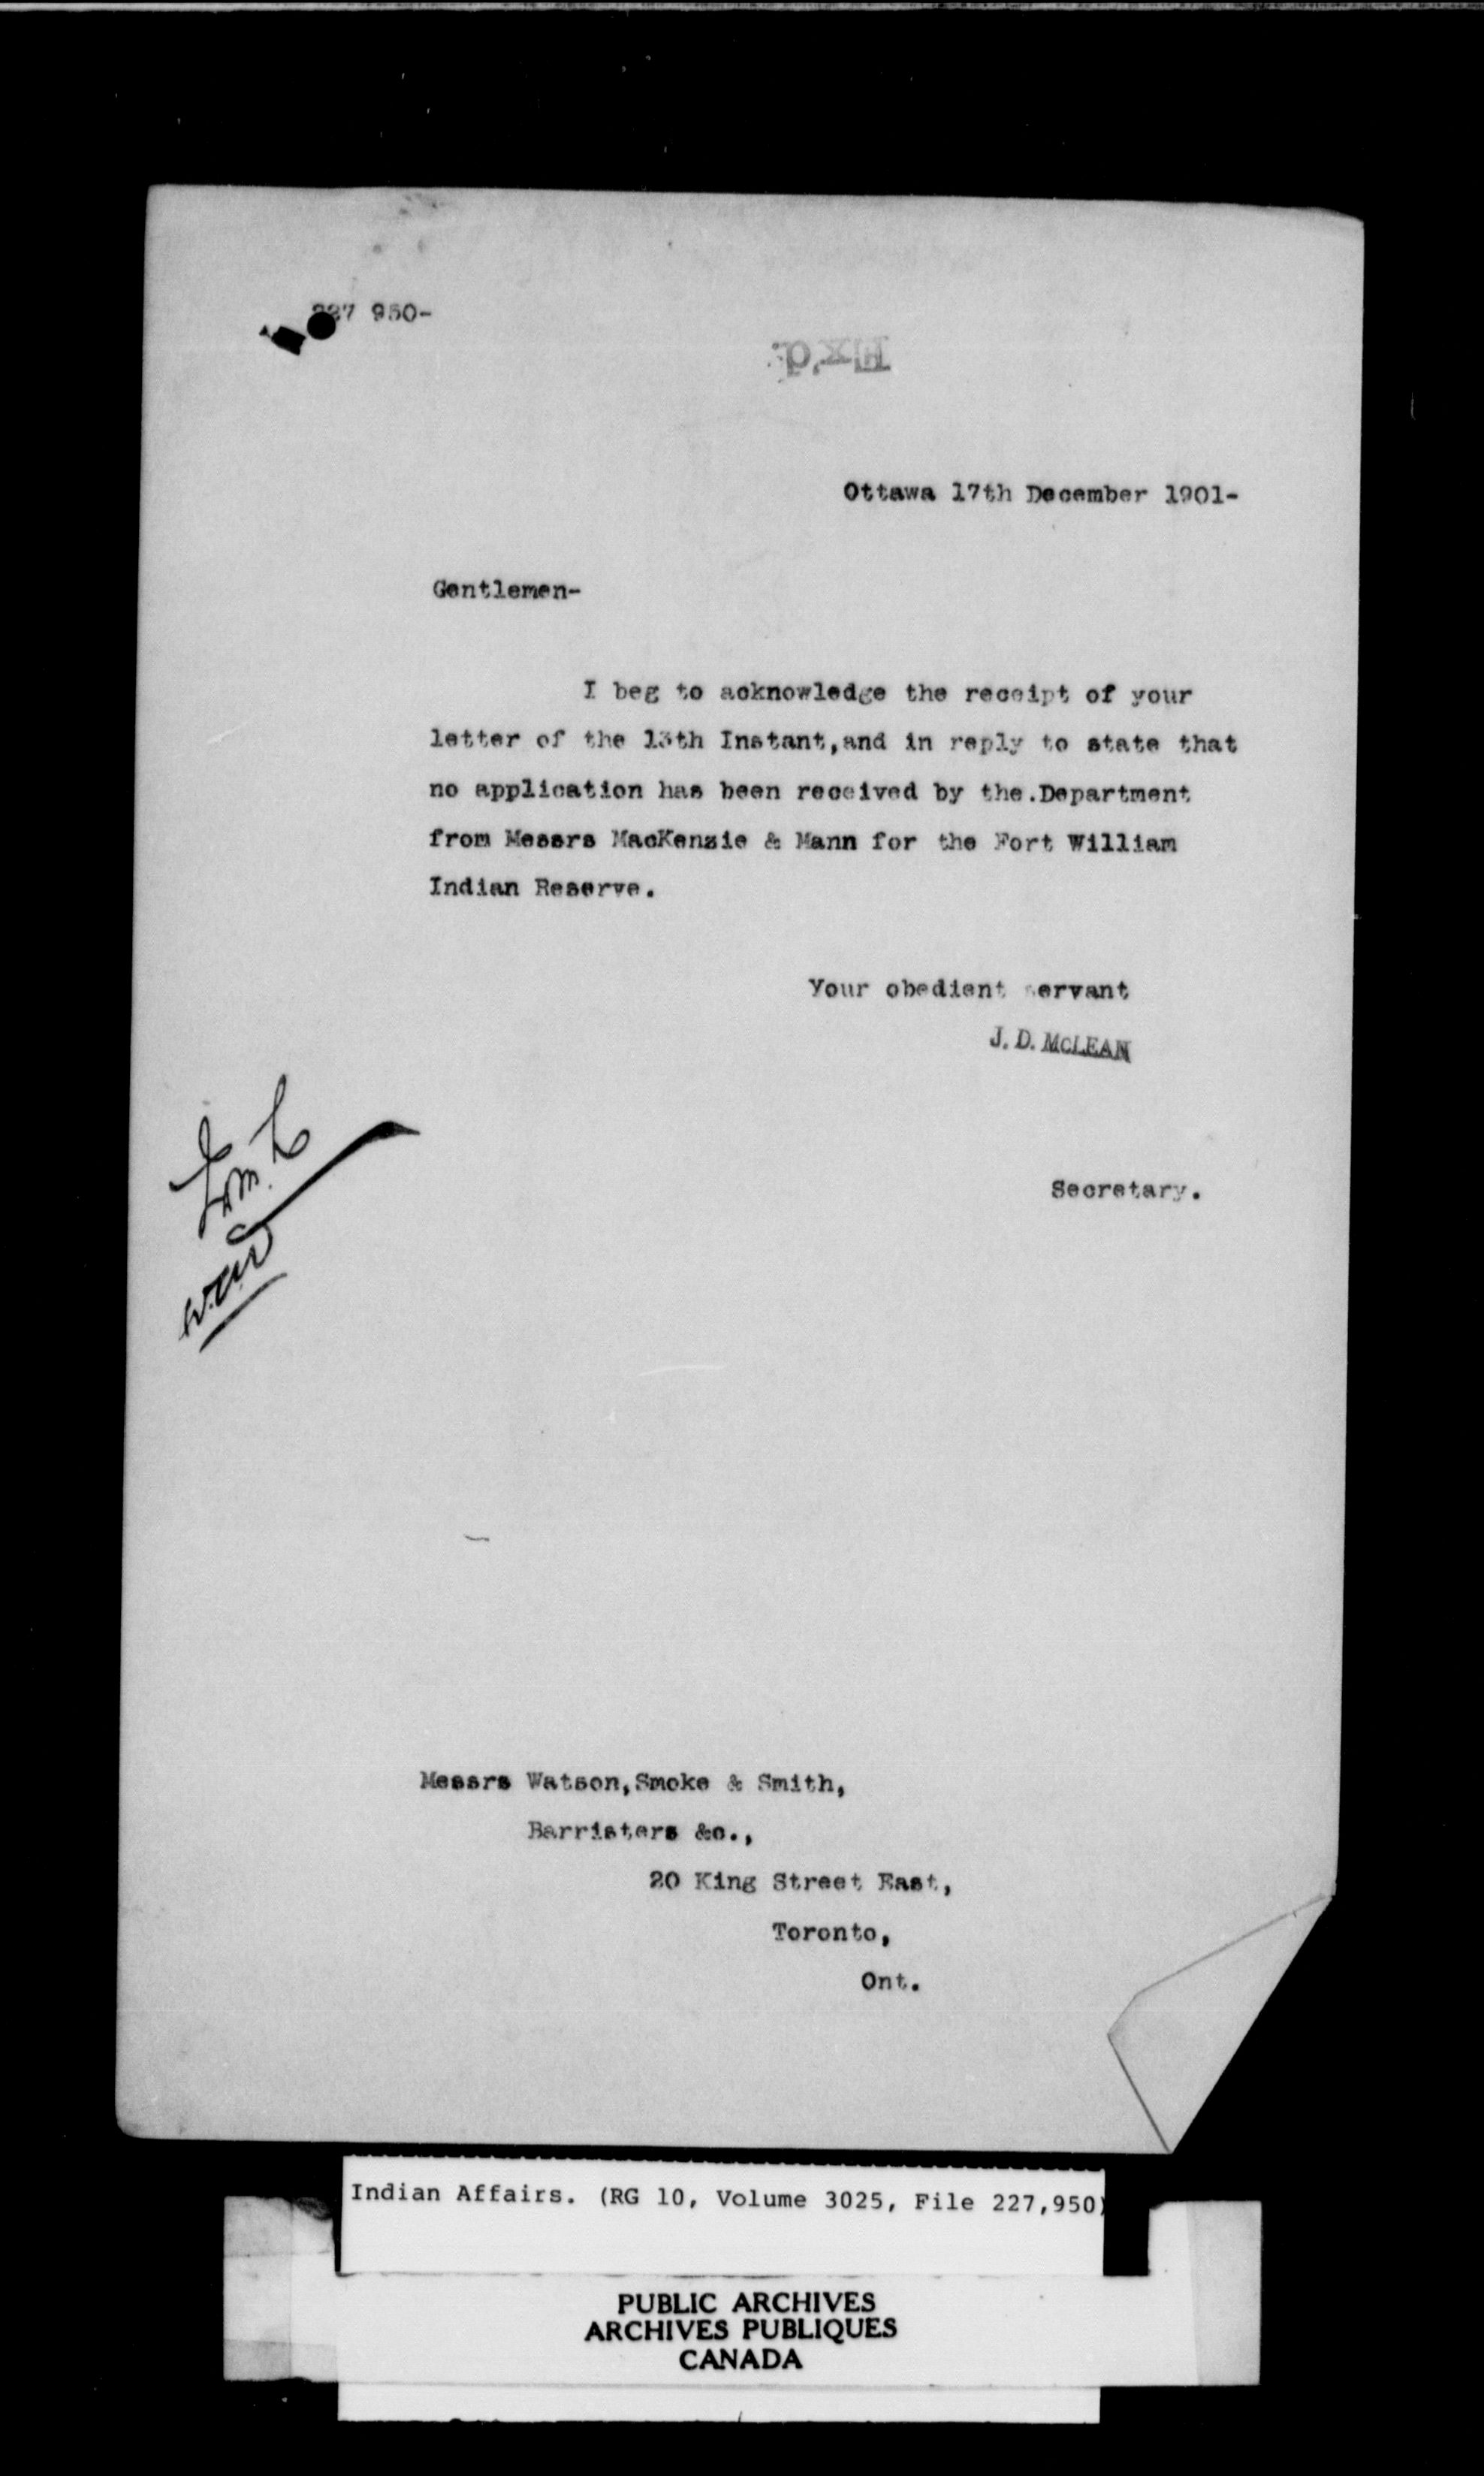 227 950-
Ex'd.
Ottawa 17th December 1901-
Gentlemen-
I beg to acknowledge the receipt of your
letter of the 13th Instant,and in reply to state that
no application has been received by the.Department
from Messrs MacKenzie & Mann for the Fort William
Indian Reserve.
Your obedient servant
J. D. McLEAN
Secretary.
Messrs Watson,Smoke & Smith,
Barristers &c.,
20 King Street East,
Toronto,
Ont.
Indian Affairs. (RG 10, Volume 3025, File 227,950)
PUBLIC ARCHIVES
ARCHIVES PUBLIQUES
CANADA